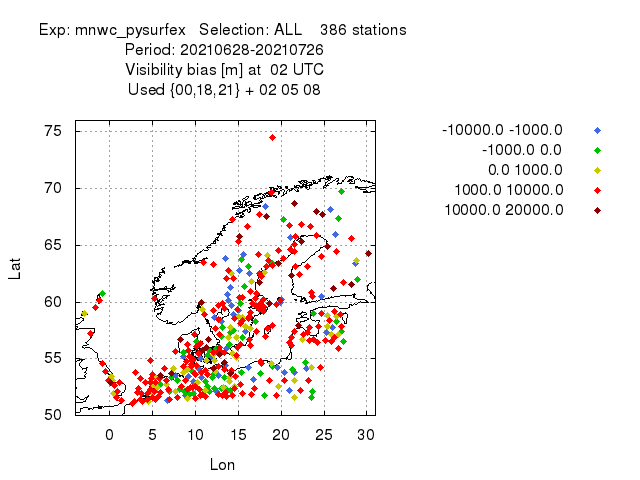 Exp: mnwc_pysurfex   Selection: ALL    386 stations
Period: 20210628-20210726
Visibility bias [m] at  02 UTC
Used {00,18,21} + 02 05 08
-10000.0 -1000.0
-1000.0 0.0
0.0 1000.0
1000.0 10000.0
10000.0 20000.0
Lat
75
70
65
60
55
50
0 5 10 15 20 25 30
Lon